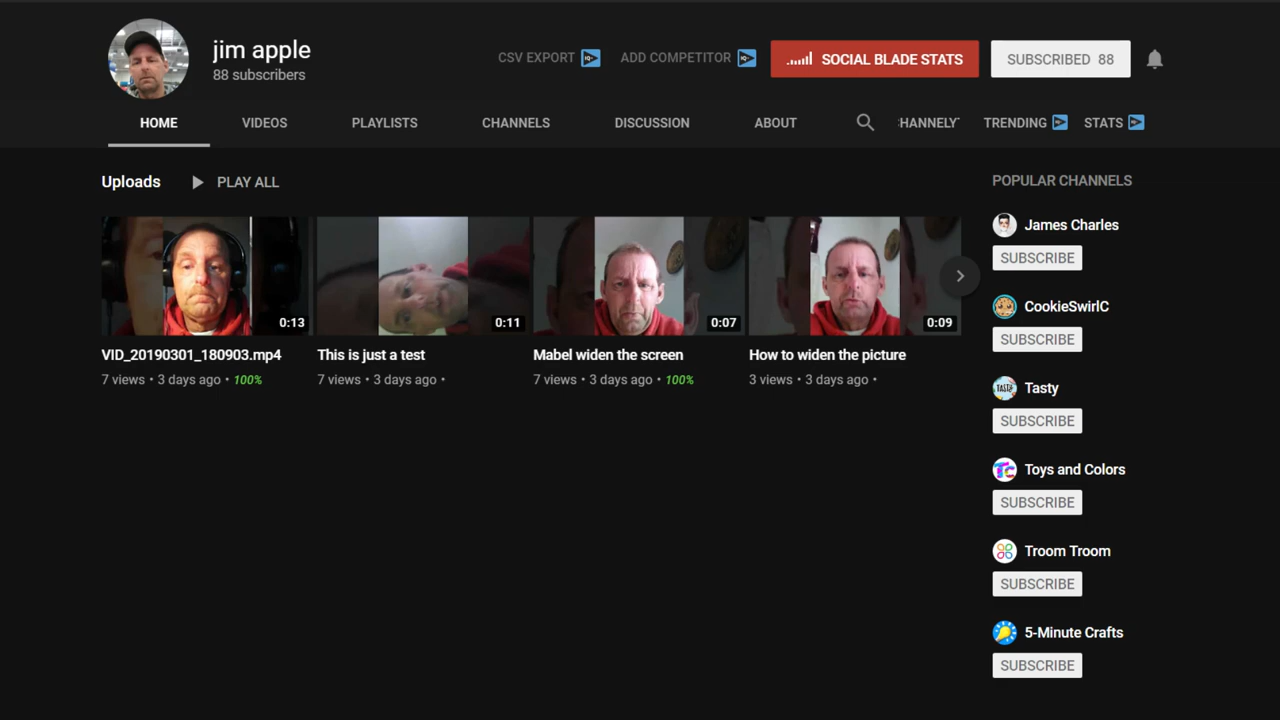 jim apple
88 subscribers
CSV EXPORT
ADD COMPETITOR
SOCIAL BLADE STATS
SUBSCRIBED 88
HOME
VIDEOS
PLAYLISTS
CHANNELS
DISCUSSION
ABOUT
HANNELY
TRENDING
STATS
Uploads
PLAY ALL
0:13
0:11
0:07
0:09
VID_20190301_180903.mp4
7 views • 3 days ago • 100%
This is just a test
7 views • 3 days ago •
Mabel widen the screen
7 views • 3 days ago • 100%
How to widen the picture
3 views • 3 days ago •
POPULAR CHANNELS
James Charles
SUBSCRIBE
CookieSwirlC
SUBSCRIBE
TASTY
Tasty
SUBSCRIBE
TC
Toys and Colors
SUBSCRIBE
Troom Troom
SUBSCRIBE
5-Minute Crafts
SUBSCRIBE